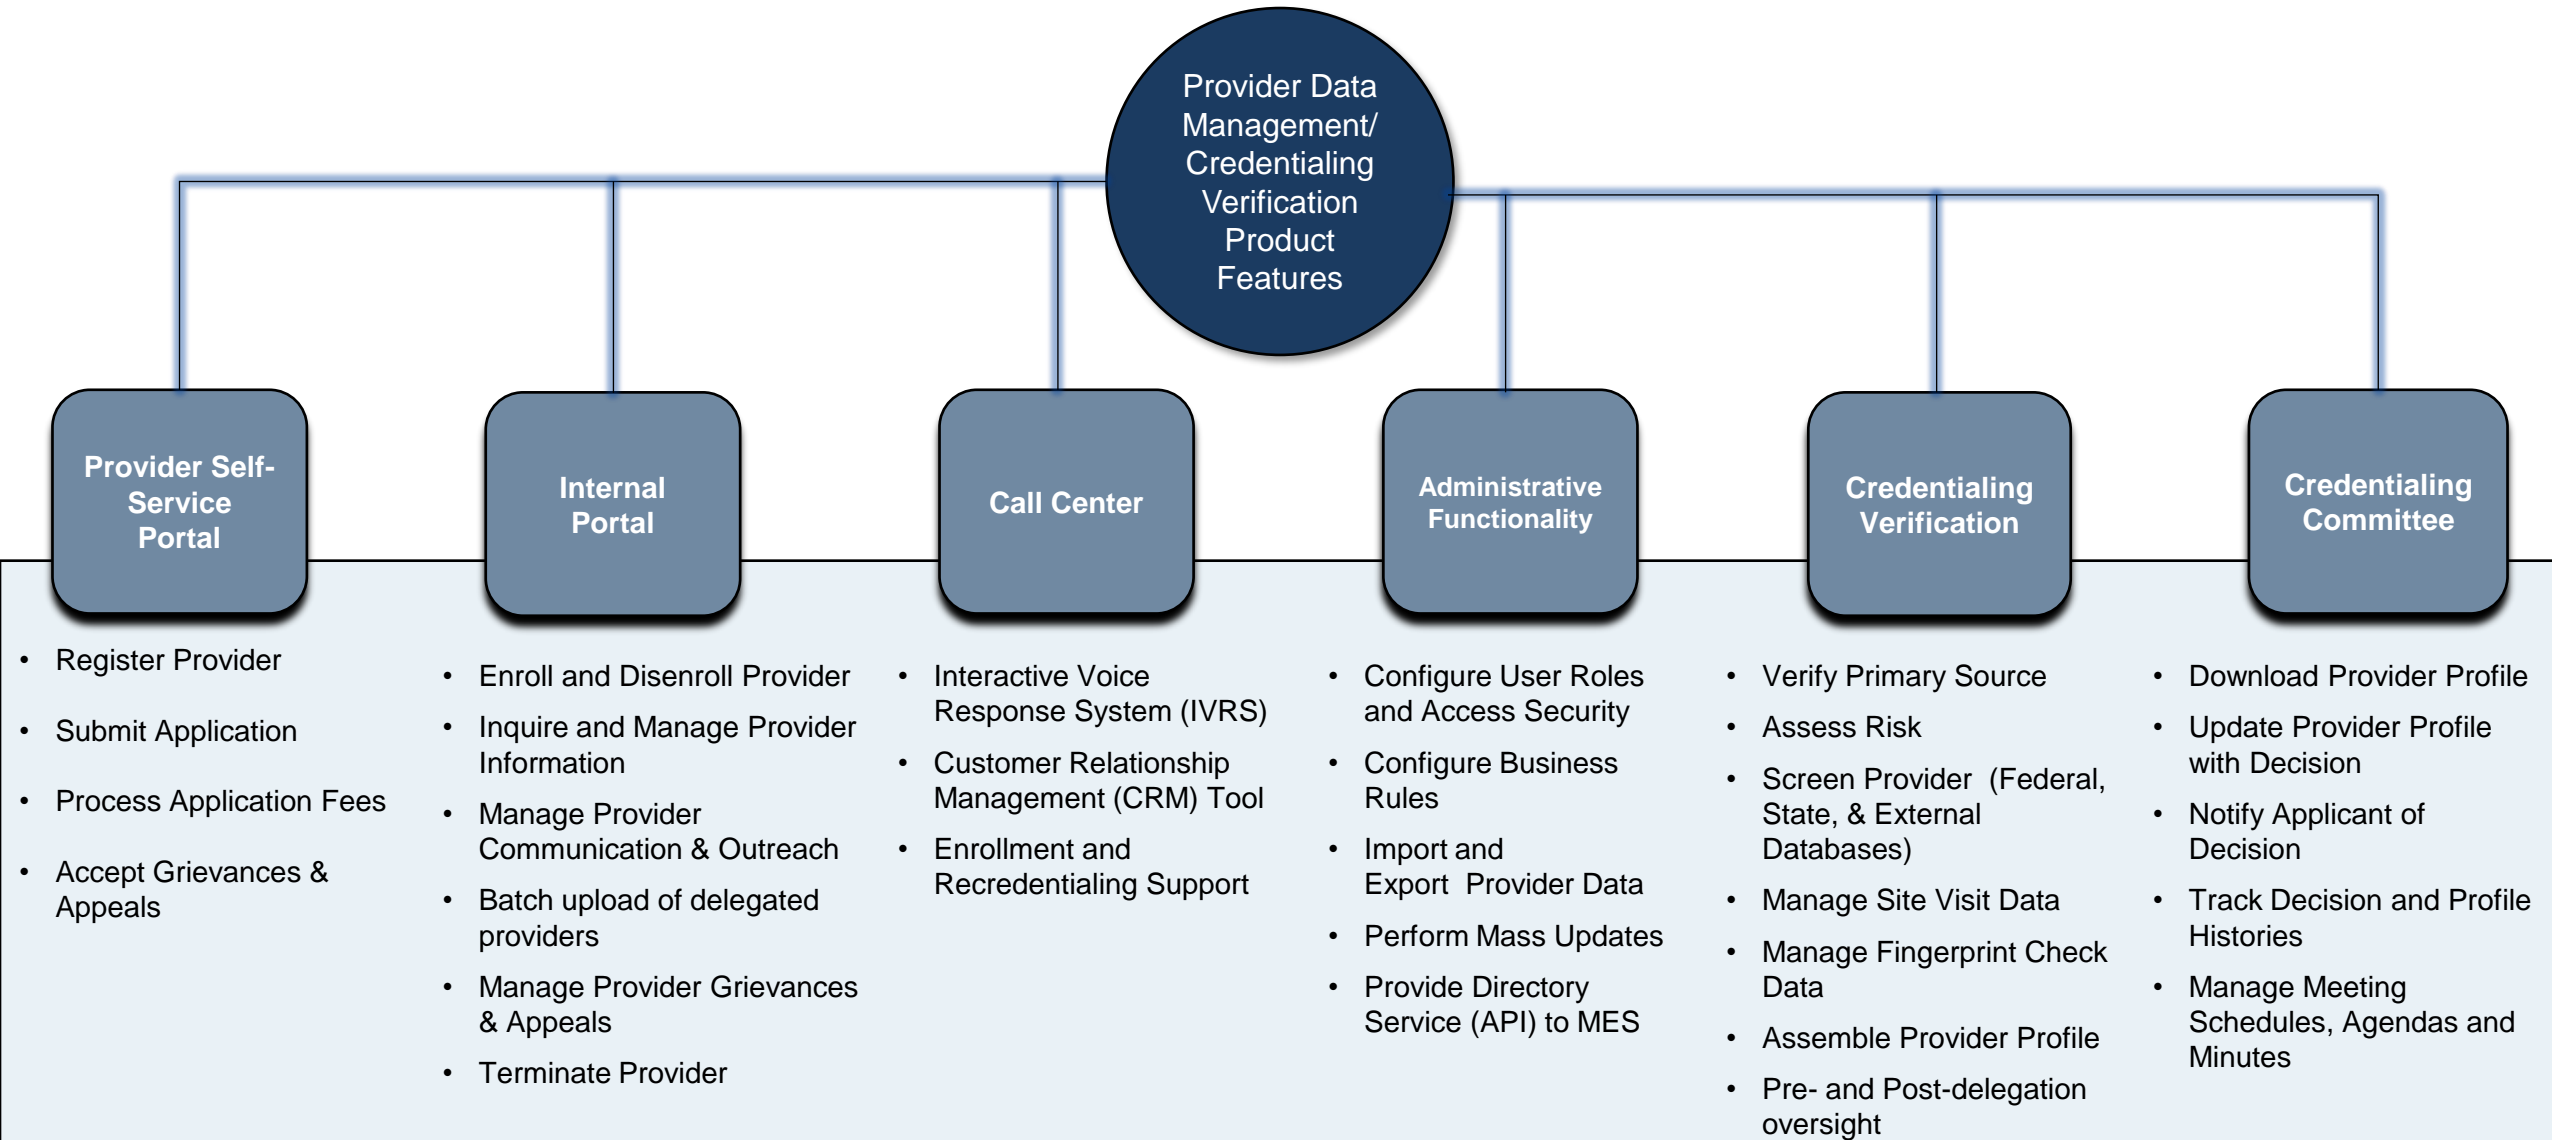 Provider Data
Management/
Credentialing
Verification
Product
Features
Provider Self-
Service
Portal
Internal
Portal
Call Center
Administrative
Functionality
Credentialing
Verification
Credentialing
Committee
• Register Provider
• Submit Application
• Process Application Fees
• Accept Grievances &
Appeals
• Enroll and Disenroll Provider
• Inquire and Manage Provider
Information
• Manage Provider
Communication & Outreach
• Batch upload of delegated
providers
• Manage Provider Grievances
& Appeals
• Terminate Provider
• Interactive Voice
Response System (IVRS)
• Customer Relationship
Management (CRM) Tool
• Enrollment and
Recredentialing Support
• Configure User Roles
and Access Security
• Configure Business
Rules
• Import and
Export  Provider Data
• Perform Mass Updates
• Provide Directory
Service (API) to MES
• Verify Primary Source
• Assess Risk
• Screen Provider  (Federal,
State, & External
Databases)
• Manage Site Visit Data
• Manage Fingerprint Check
Data
• Assemble Provider Profile
• Pre- and Post-delegation
oversight
• Download Provider Profile
• Update Provider Profile
with Decision
• Notify Applicant of
Decision
• Track Decision and Profile
Histories
• Manage Meeting
Schedules, Agendas and
Minutes